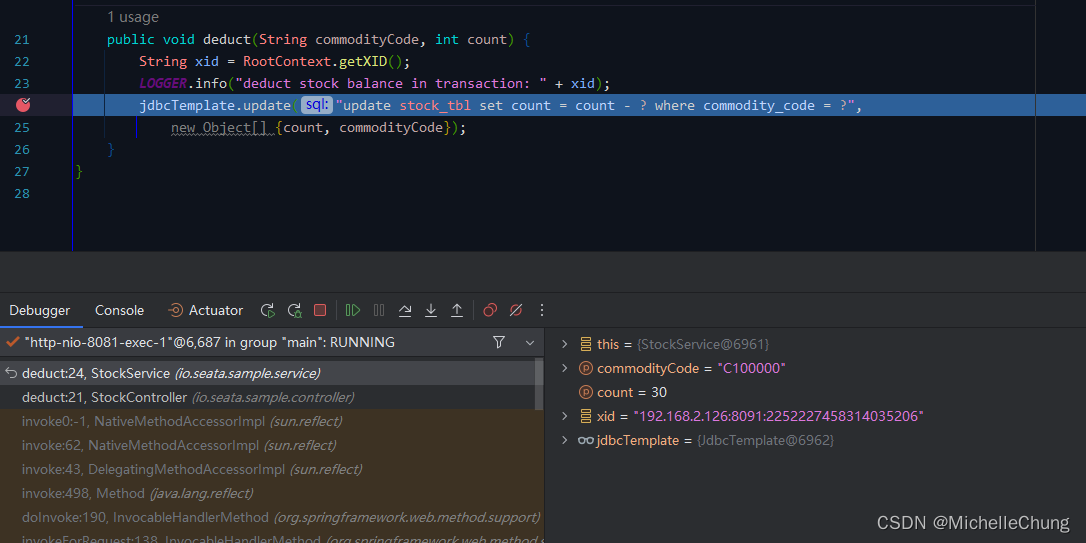 1 usage
21 public void deduct(String commodityCode, int count) {
22 String xid = RootContext.getXID();
23 LOGGER.info("deduct stock balance in transaction: " + xid);
jdbcTemplate.update( sql: "update stock_tbl set count = count - ? where commodity_code = ?",
25 new Object[] {count, commodityCode});
26 }
27 }
28
Debugger Console Actuator
"http-nio-8081-exec-1"@6,687 in group "main": RUNNING
deduct:24, StockService (io.seata.sample.service)
deduct:21, StockController (io.seata.sample.controller)
invoke0:-1, NativeMethodAccessorImpl (sun.reflect)
invoke:62, NativeMethodAccessorImpl (sun.reflect)
invoke:43, DelegatingMethodAccessorImpl (sun.reflect)
invoke:498, Method (java.lang.reflect)
doInvoke:190, InvocableHandlerMethod (org.springframework.web.method.support)
invokeForRequest:138, InvocableHandlerMethod (org.springframework.web.method.s
this = {StockService@6961}
commodityCode = "C100000"
count = 30
xid = "192.168.2.126:8091:2252227458314035206"
jdbcTemplate = {JdbcTemplate@6962}
CSDN @MichelleChung